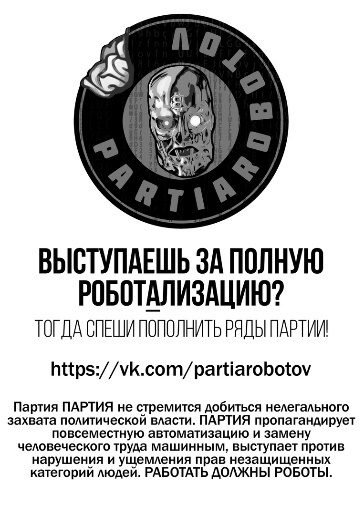 PARTIAROBOTOV
ВЫСТУПАЕШЬ ЗА ПОЛНУЮ
РОБОТАЛИЗАЦИЮ?
ТОГДА СПЕШИ ПОПОЛНИТЬ РЯДЫ ПАРТИИ!
https://vk.com/partiarobotov
Партия ПАРТИЯ не стремится добиться нелегального
захвата политической власти. ПАРТИЯ пропагандирует
повсеместную автоматизацию и замену
человеческого труда машинным, выступает против
нарушения и ущемления прав незащищенных
категорий людей. РАБОТАТЬ ДОЛЖНЫ РОБОТЫ.